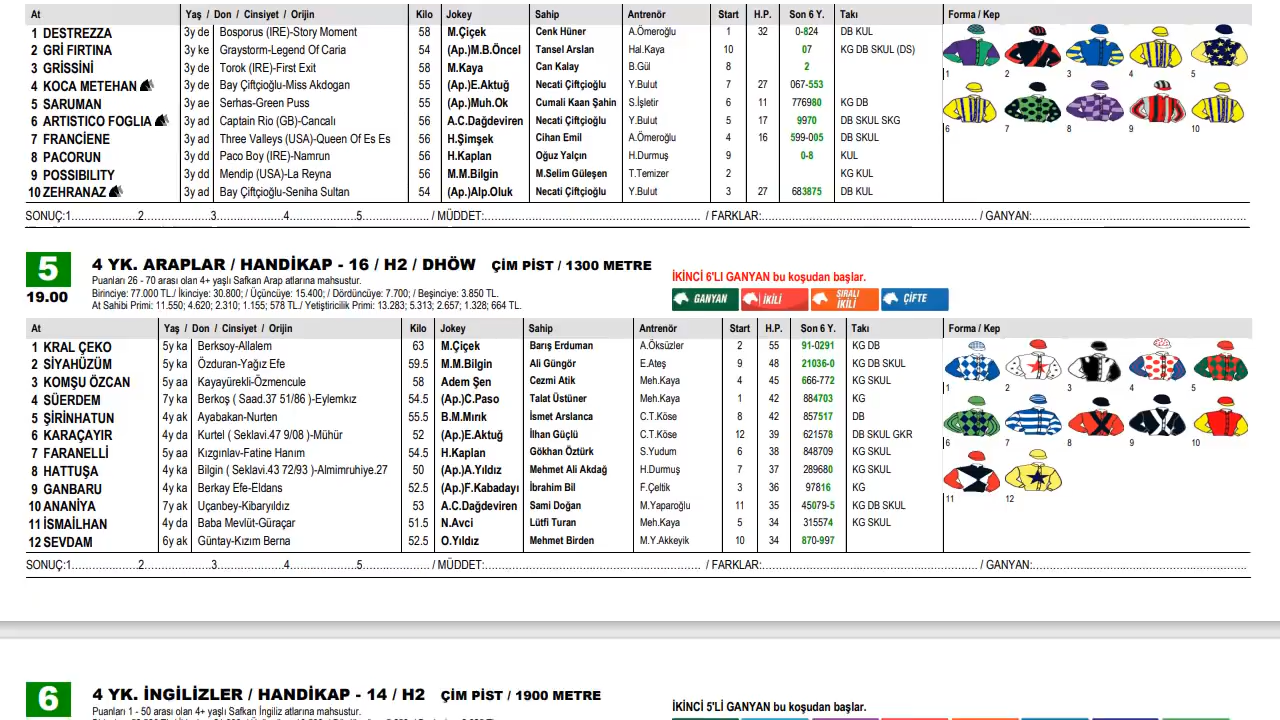 At Yaş / Don / Cinsiyet / Orijin Kilo Jokey Sahip Antrenör Start H.P. Son 6 Y. Takı Forma / Kep
1 DESTREZZA 3y de Bosporus (IRE)-Story Moment 58 M.Çiçek Cenk Hüner A.Ömeroğlu 1 32 0-824 DB KUL
2 GRİ FIRTINA 3y ke Graystorm-Legend Of Caria 54 (Ap.)M.B.Öncel Tansel Arslan Hal.Kaya 10 07 KG DB SKUL (DS)
3 GRİSSİNİ 3y de Torok (IRE)-First Exit 58 M.Kaya Can Kalay B.Gül 8 2
4 KOCA METEHAN 3y de Bay Çiftçioğlu-Miss Akdogan 55 (Ap.)E.Aktuğ Necati Çiftçioğlu Y.Bulut 7 27 067-553
5 SARUMAN 3y ae Serhas-Green Puss 55 (Ap.)Muh.Ok Cumali Kaan Şahin S.İşletir 6 11 776980 KG DB
6 ARTISTICO FOGLIA 3y ad Captain Rio (GB)-Cancalı 56 A.C.Dağdeviren Necati Çiftçioğlu Y.Bulut 5 17 9970 DB SKUL SKG
7 FRANCİENE 3y ad Three Valleys (USA)-Queen Of Es Es 56 H.Şimşek Cihan Emil A.Ömeroğlu 4 16 599-005 DB SKUL
8 PACORUN 3y dd Paco Boy (IRE)-Namrun 56 H.Kaplan Oğuz Yalçın H.Durmuş 9 0-8 KUL
9 POSSIBILITY 3y dd Mendip (USA)-La Reyna 56 M.M.Bilgin M.Selim Güleşen T.Temizer 2 KG KUL
10 ZEHRANAZ 3y ad Bay Çiftçioğlu-Seniha Sultan 54 (Ap.)Alp.Oluk Necati Çiftçioğlu Y.Bulut 3 27 683875 DB KUL
1 2 3 4 5
6 7 8 9 10
SONUÇ:1.....................2.....................3.....................4.....................5..................... / MÜDDET:..................... / FARKLAR:..................... / GANYAN:.....................
5 4 YK. ARAPLAR / HANDİKAP - 16 / H2 / DHÖW ÇİM PİST / 1300 METRE
19.00
Puanları 26 - 70 arası olan 4+ yaşlı Safkan Arap atlarına mahsustur.
Birinciye: 77.000 TL./ İkinciye: 30.800; / Üçüncüye: 15.400; / Dördüncüye: 7.700; / Beşinciye: 3.850 TL.
At Sahibi Primi: 11.550; 4.620; 2.310; 1.155; 578 TL./ Yetiştiricilik Primi: 13.283; 5.313; 2.657; 1.328; 664 TL.
İKİNCİ 6'LI GANYAN bu koşudan başlar.
GANYAN İKİLİ SIRALI İKİLİ ÇİFTE
At Yaş / Don / Cinsiyet / Orijin Kilo Jokey Sahip Antrenör Start H.P. Son 6 Y. Takı Forma / Kep
1 KRAL ÇEKO 5y ka Berksoy-Allalem 63 M.Çiçek Barış Erduman A.Öksüzler 2 55 91-0291 KG DB
2 SİYAHÜZÜM 5y ka Özduran-Yağız Efe 59.5 M.M.Bilgin Ali Güngör E.Ateş 9 48 21036-0 KG DB SKUL
3 KOMŞU ÖZCAN 5y aa Kayayürekli-Özmencule 58 Adem Şen Cezmi Atik Meh.Kaya 4 45 666-772 KG SKUL
4 SÜERDEM 7y ka Berkoş ( Saad.37 51/86 )-Eylemkız 54.5 (Ap.)C.Paso Talat Üstüner Meh.Kaya 1 42 884703 KG
5 ŞİRİNHATUN 4y ak Ayabakan-Nurten 55.5 B.M.Mınık İsmet Arslanca C.T.Köse 8 42 857517 DB
6 KARAÇAYIR 4y da Kurtel ( Seklavi.47 9/08 )-Mühür 52 (Ap.)E.Aktuğ İlhan Güçlü C.T.Köse 12 39 621578 DB SKUL GKR
7 FARANELLİ 5y aa Kızgınlav-Fatine Hanım 54.5 H.Kaplan Gökhan Öztürk S.Yudum 6 38 848709 KG SKUL
8 HATTUŞA 4y ka Bilgin ( Seklavi.43 72/93 )-Almimruhiye.27 50 (Ap.)A.Yıldız Mehmet Ali Akdağ H.Durmuş 7 37 289680 KG SKUL
9 GANBARU 4y ka Berkay Efe-Eldans 52.5 (Ap.)F.Kabadayı İbrahim Bil F.Çeltik 3 36 97816 KG
10 ANANİYA 7y ak Uçanbey-Kibaryıldız 53 A.C.Dağdeviren Sami Doğan M.Yaparoğlu 11 35 45079-5 KG DB SKUL
11 İSMAİLHAN 4y da Baba Mevlüt-Güraçar 51.5 N.Avci Lütfi Turan Meh.Kaya 5 34 315574 KG SKUL
12 SEVDAM 6y ak Güntay-Kızım Berna 52.5 O.Yıldız Mehmet Birden M.Y.Akkeyik 10 34 870-997
1 2 3 4 5
6 7 8 9 10
11 12
SONUÇ:1.....................2.....................3.....................4.....................5..................... / MÜDDET:..................... / FARKLAR:..................... / GANYAN:.....................
6 4 YK. İNGİLİZLER / HANDİKAP - 14 / H2 ÇİM PİST / 1900 METRE
Puanları 1 - 50 arası olan 4+ yaşlı Safkan İngiliz atlarına mahsustur.
İKİNCİ 5'Lİ GANYAN bu koşudan başlar.